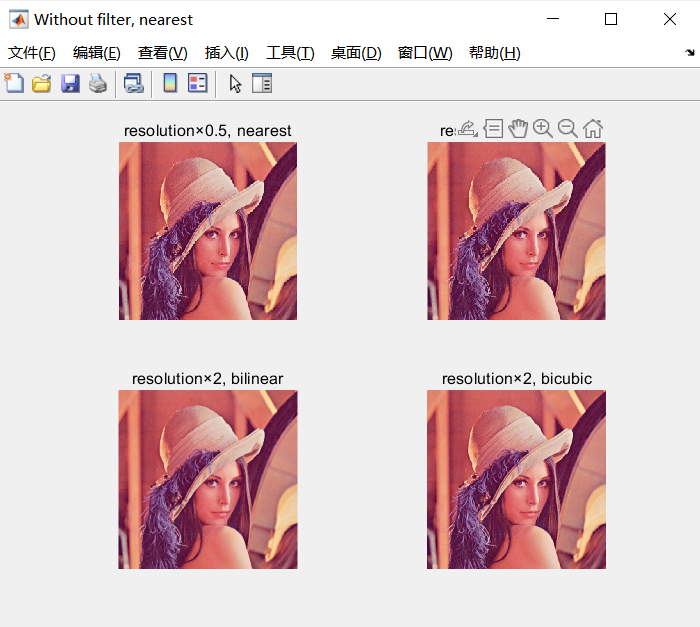 Without filter, nearest
文件(F) 编辑(E) 查看(V) 插入(I) 工具(T) 桌面(D) 窗口(W) 帮助(H)
resolution×0.5, nearest
resolution×2, bilinear
resolution×2, bicubic